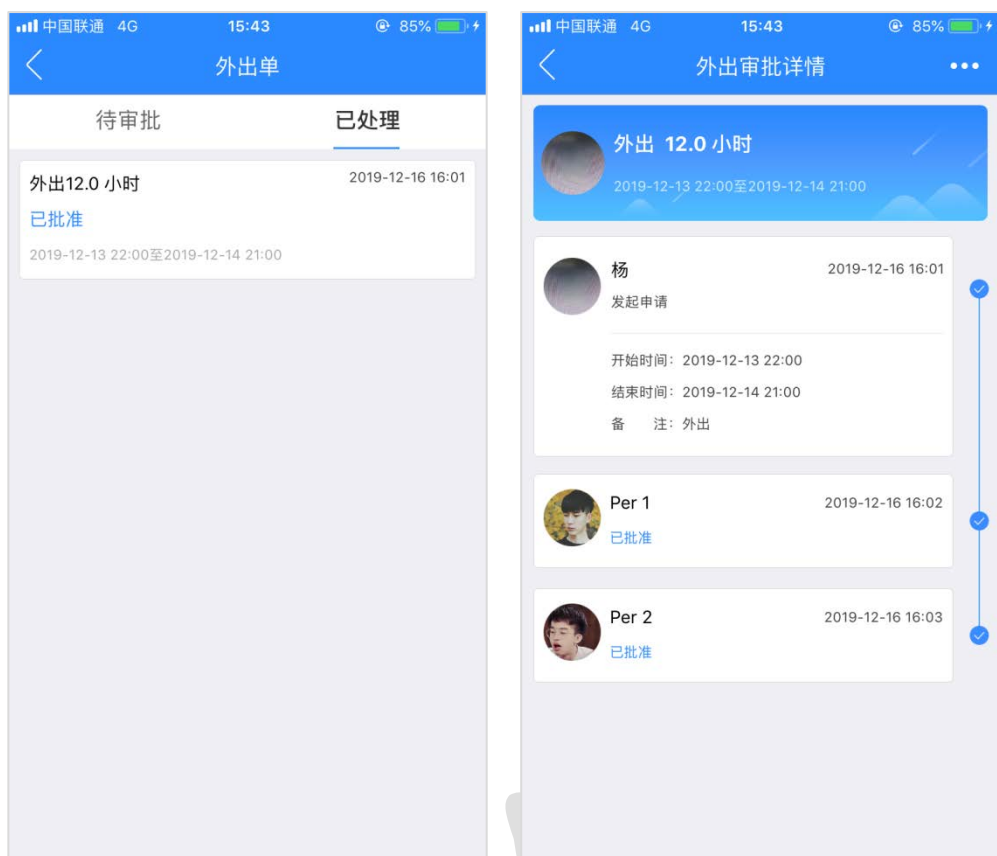 中国联通 4G 15:43 85%
外出单
待审批 已处理
外出12.0 小时 2019-12-16 16:01
已批准
2019-12-13 22:00至2019-12-14 21:00
中国联通 4G 15:43 85%
外出审批详情
外出 12.0 小时
2019-12-13 22:00至2019-12-14 21:00
杨 2019-12-16 16:01
发起申请
开始时间：2019-12-13 22:00
结束时间：2019-12-14 21:00
备 注：外出
Per 1 2019-12-16 16:02
已批准
Per 2 2019-12-16 16:03
已批准